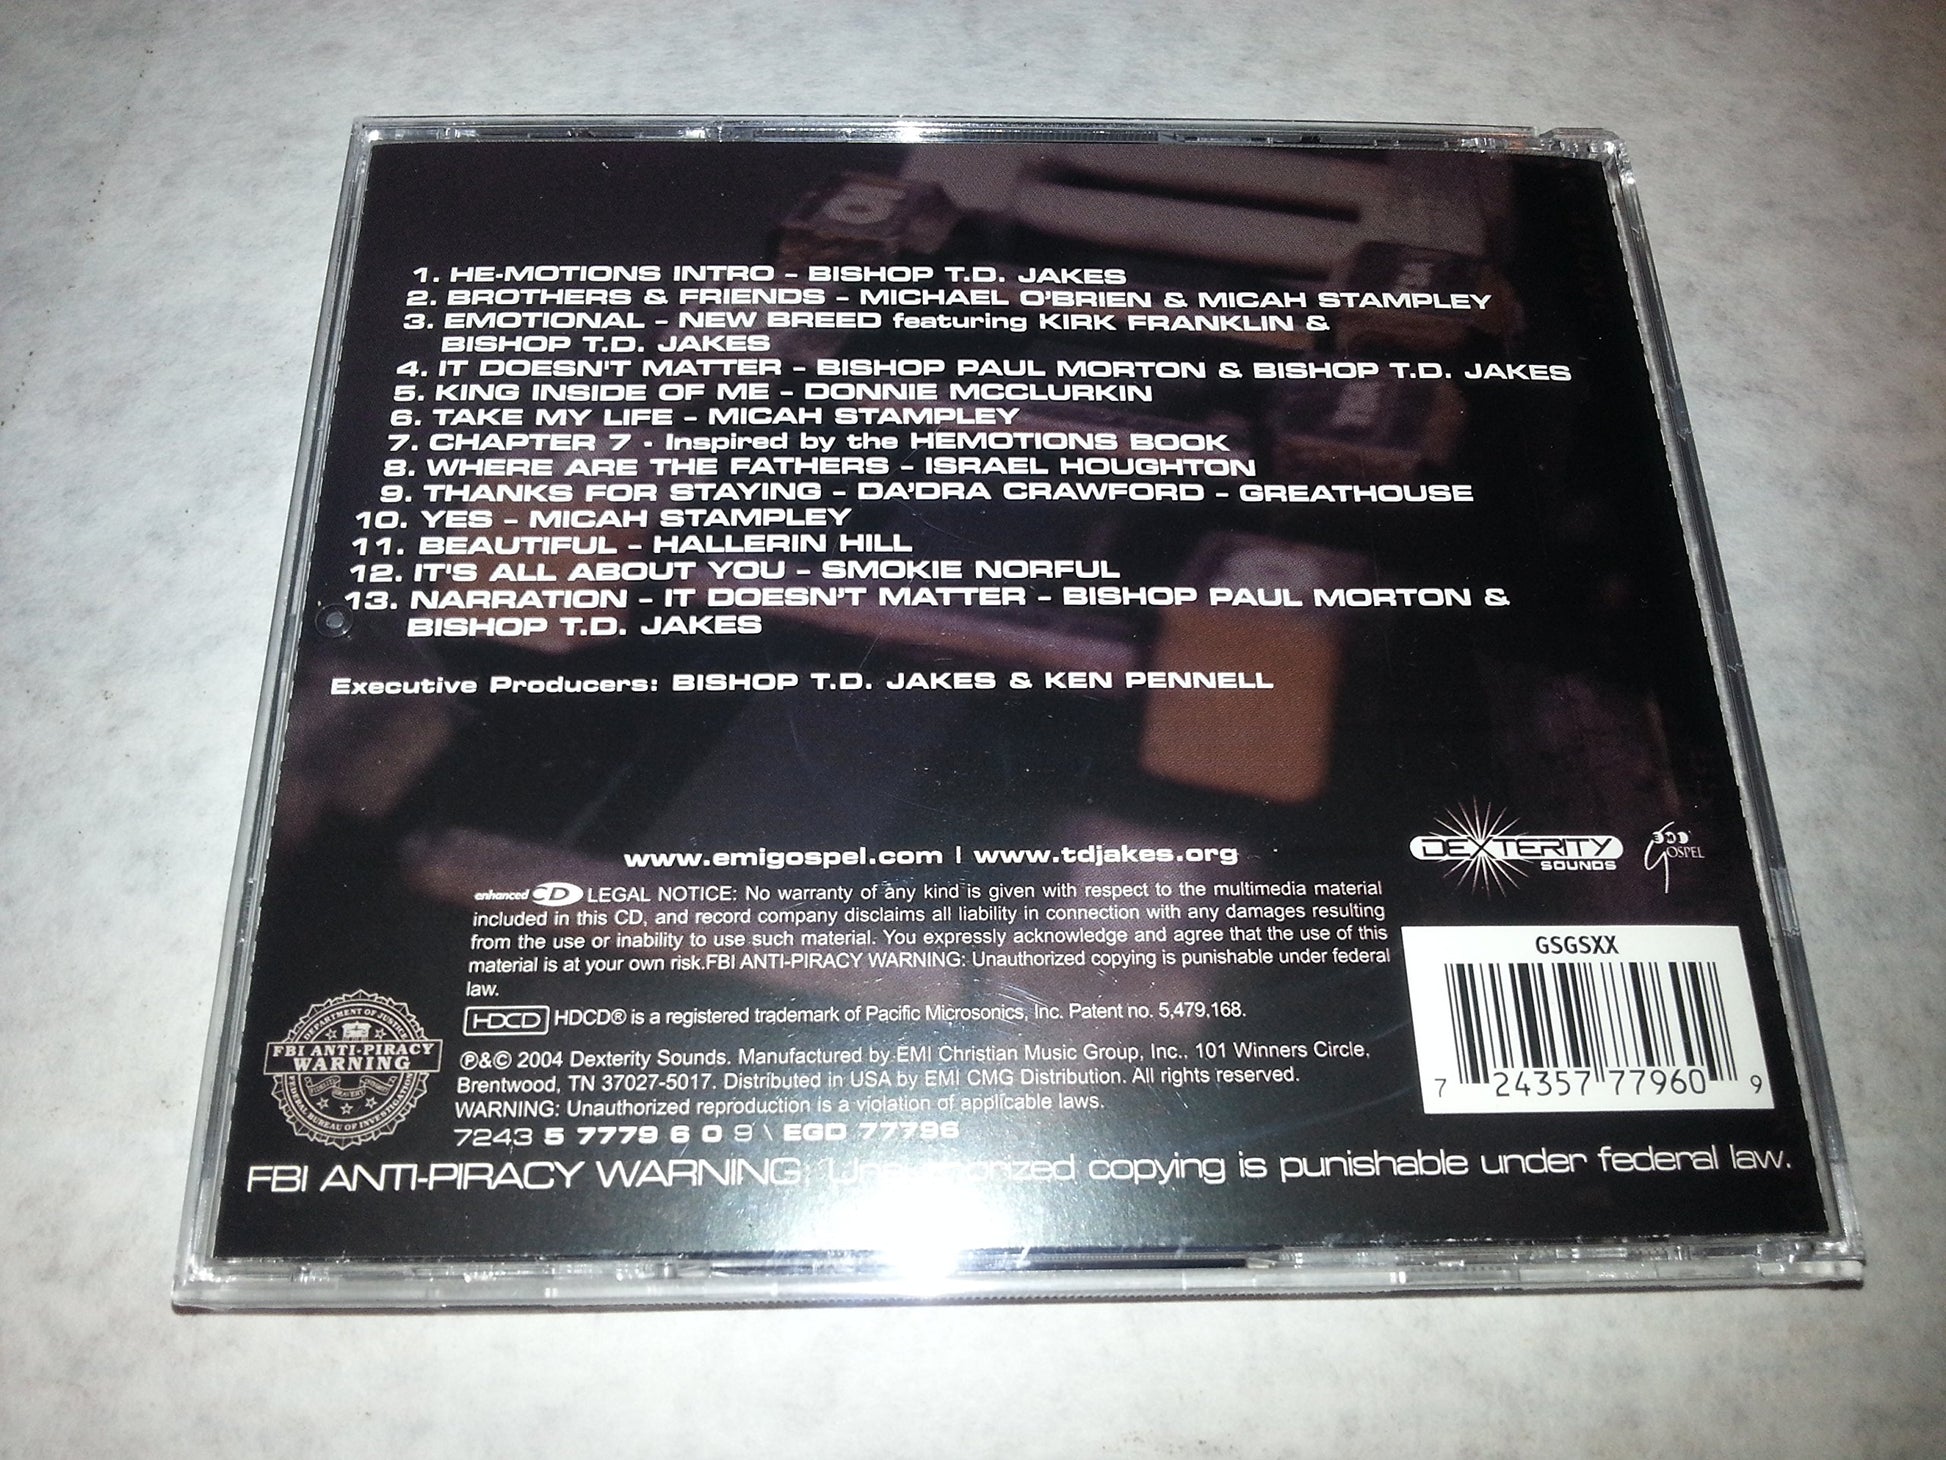 1. HE-MOTIONS INTRO – BISHOP T.D. JAKES
2. BROTHERS & FRIENDS – MICHAEL O'BRIEN & MICAH STAMPLEY
3. EMOTIONAL – NEW BREED featuring KIRK FRANKLIN &
BISHOP T.D. JAKES
4. IT DOESN'T MATTER – BISHOP PAUL MORTON & BISHOP T.D. JAKES
5. KING INSIDE OF ME – DONNIE MCCLURKIN
6. TAKE MY LIFE – MICAH STAMPLEY
7. CHAPTER 7 - Inspired by the HEMOTIONS BOOK
8. WHERE ARE THE FATHERS – ISRAEL HOUGHTON
9. THANKS FOR STAYING – DA'DRA CRAWFORD – GREATHOUSE
10. YES – MICAH STAMPLEY
11. BEAUTIFUL – HALLERIN HILL
12. IT'S ALL ABOUT YOU – SMOKIE NORFUL
13. NARRATION – IT DOESN'T MATTER – BISHOP PAUL MORTON &
BISHOP T.D. JAKES
Executive Producers: BISHOP T.D. JAKES & KEN PENNELL
www.emigospel.com | www.tdjakes.org
DEXTERITY
SOUNDS
EMI
GOSPEL
enhanced CD LEGAL NOTICE: No warranty of any kind is given with respect to the multimedia material
included in this CD, and record company disclaims all liability in connection with any damages resulting
from the use or inability to use such material. You expressly acknowledge and agree that the use of this
material is at your own risk.FBI ANTI-PIRACY WARNING: Unauthorized copying is punishable under federal
law.
HDCD HDCD® is a registered trademark of Pacific Microsonics, Inc. Patent no. 5,479,168.
℗&© 2004 Dexterity Sounds. Manufactured by EMI Christian Music Group, Inc., 101 Winners Circle,
Brentwood, TN 37027-5017. Distributed in USA by EMI CMG Distribution. All rights reserved.
WARNING: Unauthorized reproduction is a violation of applicable laws.
7243 5 7779 6 0 9 \ EGD 77796
FBI ANTI-PIRACY WARNING: Unauthorized copying is punishable under federal law.
DEPARTMENT OF JUSTICE
FBI ANTI-PIRACY
WARNING
FEDERAL BUREAU OF INVESTIGATION
GSGSXX
7 24357 77960 9